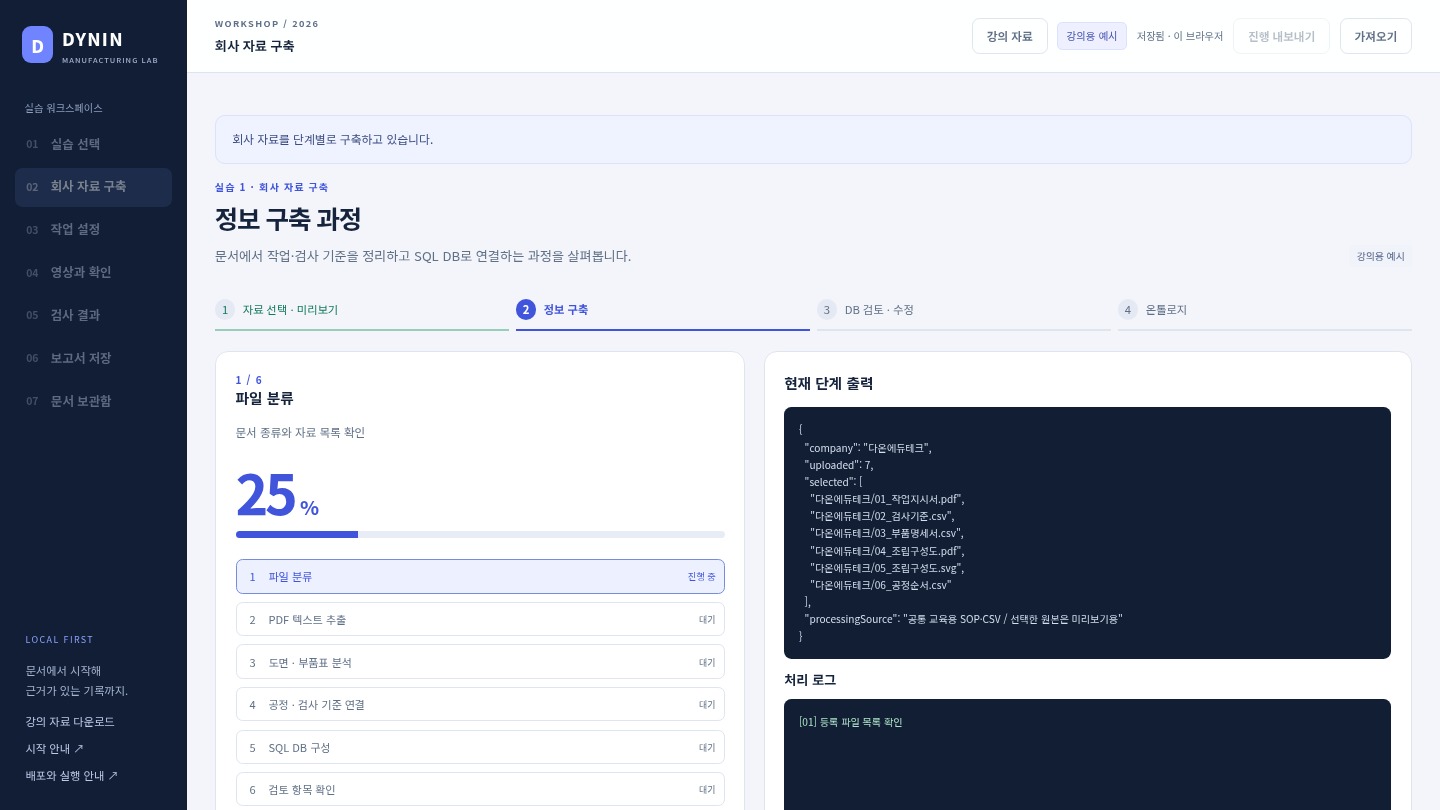 D
DYNIN
MANUFACTURING LAB
실습 워크스페이스
01 실습 선택
02 회사 자료 구축
03 작업 설정
04 영상과 확인
05 검사 결과
06 보고서 저장
07 문서 보관함
LOCAL FIRST
문서에서 시작해
근거가 있는 기록까지.
강의 자료 다운로드
시작 안내 ↗
배포와 실행 안내 ↗
WORKSHOP / 2026
회사 자료 구축
강의 자료
강의용 예시
저장됨 · 이 브라우저
진행 내보내기
가져오기
회사 자료를 단계별로 구축하고 있습니다.
실습 1 · 회사 자료 구축
정보 구축 과정
문서에서 작업·검사 기준을 정리하고 SQL DB로 연결하는 과정을 살펴봅니다.
강의용 예시
1 자료 선택 · 미리보기
2 정보 구축
3 DB 검토 · 수정
4 온톨로지
1 / 6
파일 분류
문서 종류와 자료 목록 확인
25 %
1 파일 분류 진행 중
2 PDF 텍스트 추출 대기
3 도면 · 부품표 분석 대기
4 공정 · 검사 기준 연결 대기
5 SQL DB 구성 대기
6 검토 항목 확인 대기
현재 단계 출력
{
"company": "다온에듀테크",
"uploaded": 7,
"selected": [
"다온에듀테크/01_작업지시서.pdf",
"다온에듀테크/02_검사기준.csv",
"다온에듀테크/03_부품명세서.csv",
"다온에듀테크/04_조립구성도.pdf",
"다온에듀테크/05_조립구성도.svg",
"다온에듀테크/06_공정순서.csv"
],
"processingSource": "공통 교육용 SOP·CSV / 선택한 원본은 미리보기용"
}
처리 로그
[01] 등록 파일 목록 확인